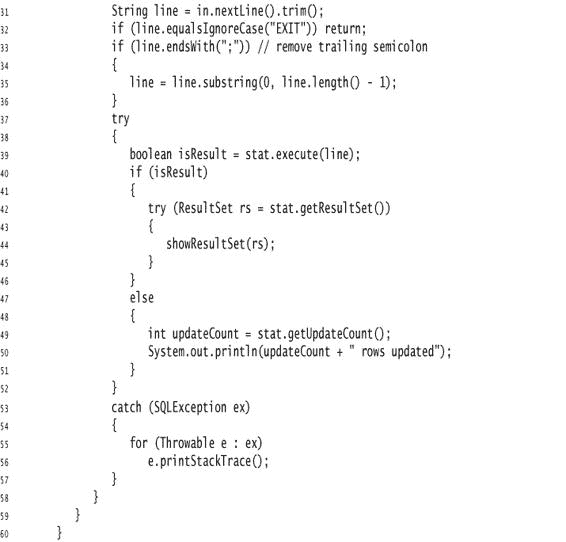 31 String line = in.nextLine().trim();
32 if (line.equalsIgnoreCase("EXIT")) return;
33 if (line.endsWith(";")) // remove trailing semicolon
34 {
35 line = line.substring(0, line.length() - 1);
36 }
37 try
38 {
39 boolean isResult = stat.execute(line);
40 if (isResult)
41 {
42 try (ResultSet rs = stat.getResultSet())
43 {
44 showResultSet(rs);
45 }
46 }
47 else
48 {
49 int updateCount = stat.getUpdateCount();
50 System.out.println(updateCount + " rows updated");
51 }
52 }
53 catch (SQLException ex)
54 {
55 for (Throwable e : ex)
56 e.printStackTrace();
57 }
58 }
59 }
60 }